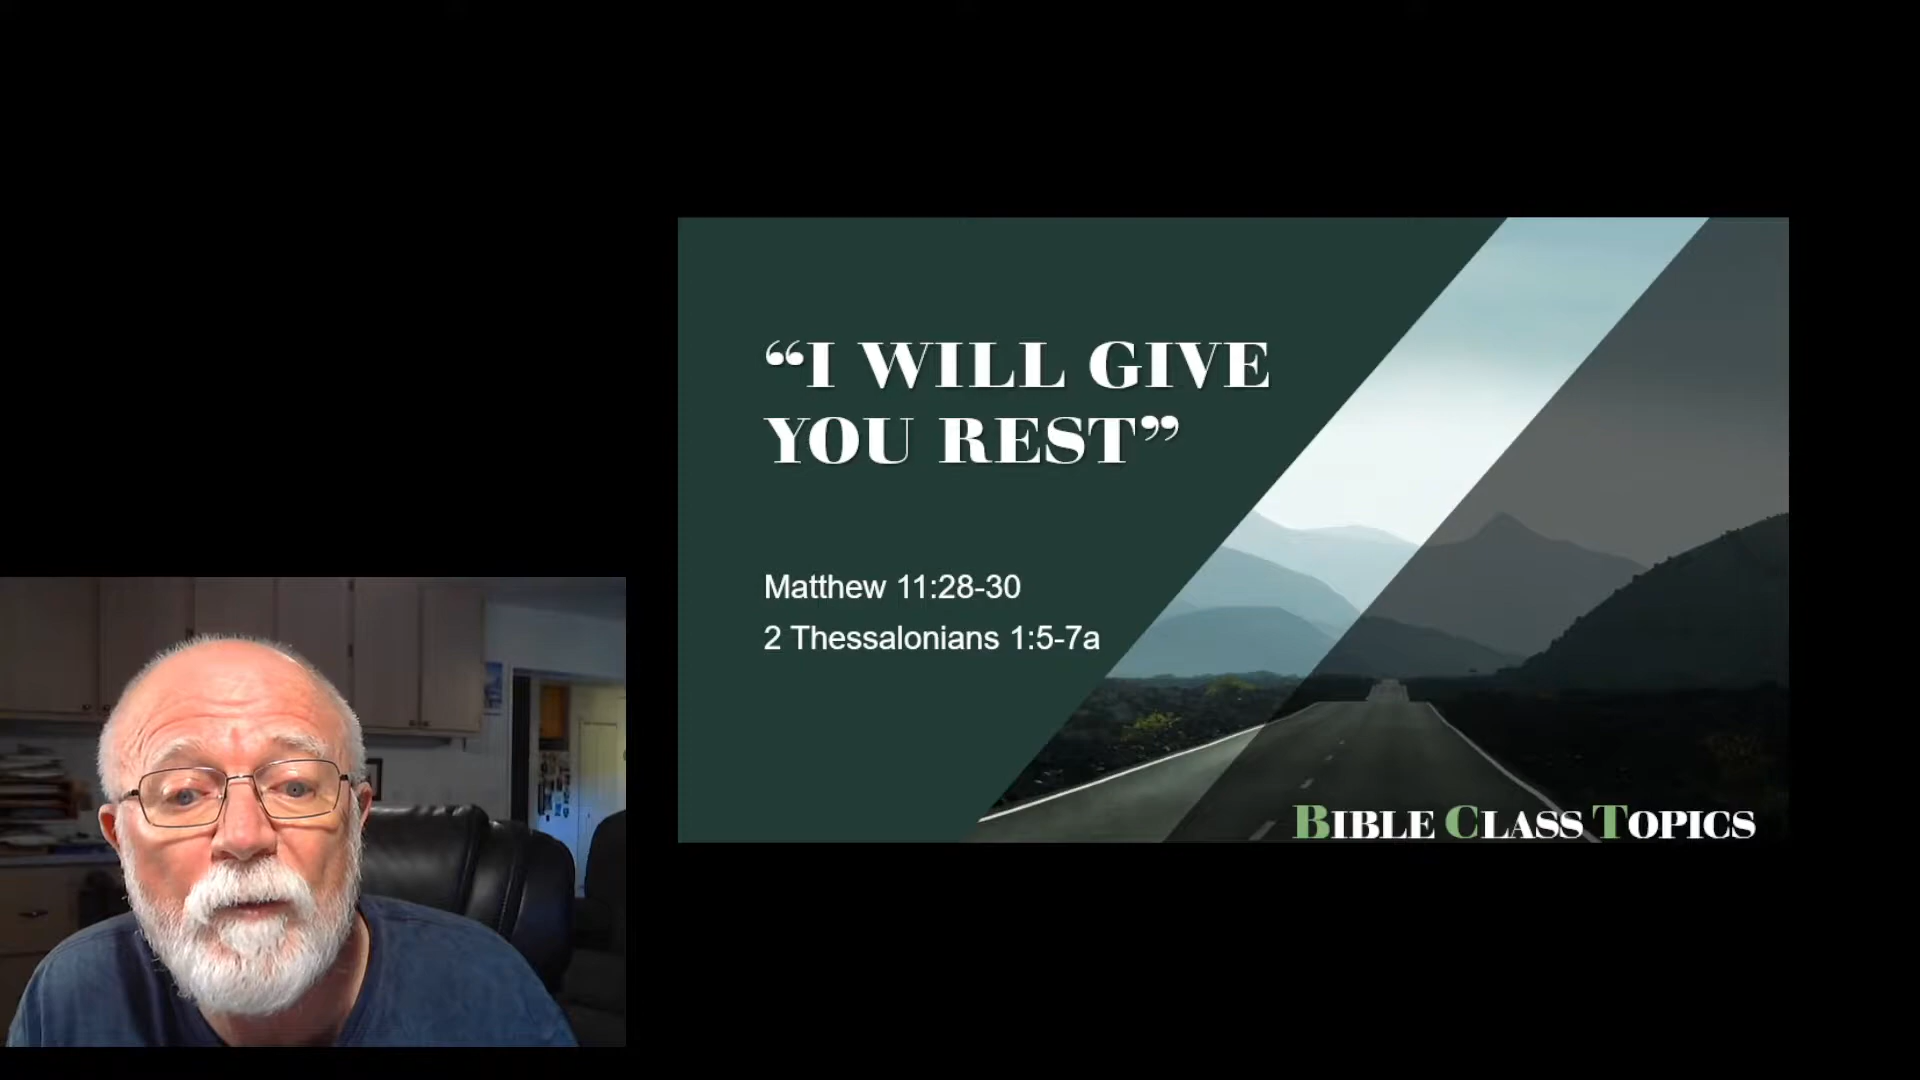 “I WILL GIVE
YOU REST”
Matthew 11:28-30
2 Thessalonians 1:5-7a
BIBLE CLASS TOPICS